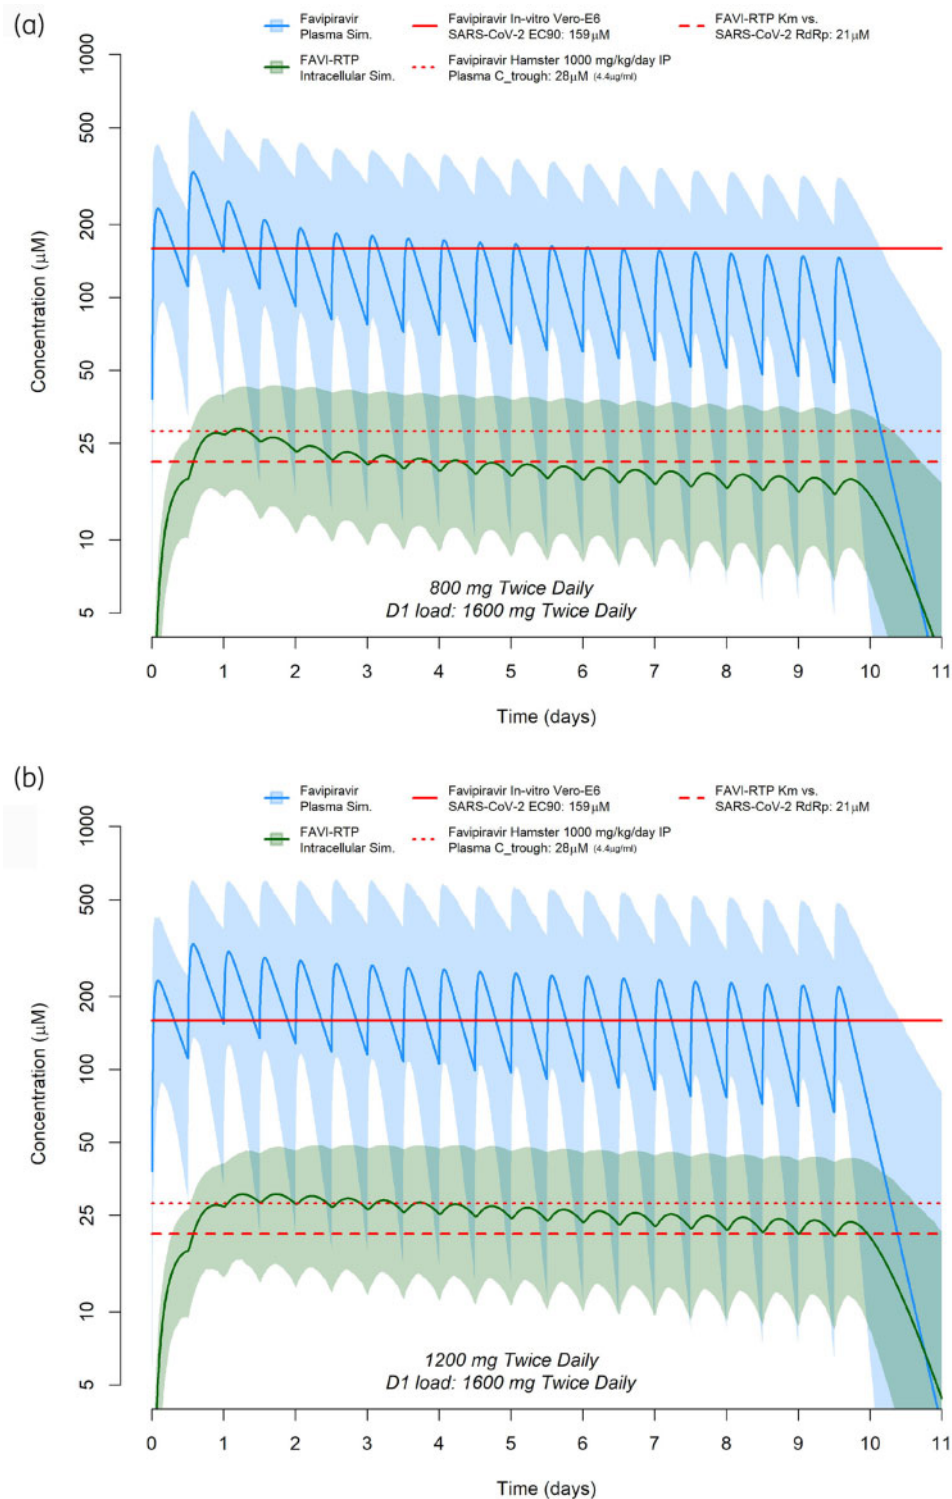 (a)
Favipiravir
Plasma Sim.
Favipiravir In-vitro Vero-E6
SARS-CoV-2 EC90: 159μM
FAVI-RTP Km vs.
SARS-CoV-2 RdRp: 21μM
FAVI-RTP
Intracellular Sim.
Favipiravir Hamster 1000 mg/kg/day IP
Plasma C_trough: 28μM (4.4μg/ml)
Concentration (μM)
1000
500
200
100
50
25
10
5
800 mg Twice Daily
D1 load: 1600 mg Twice Daily
0 1 2 3 4 5 6 7 8 9 10 11
Time (days)
(b)
Favipiravir
Plasma Sim.
Favipiravir In-vitro Vero-E6
SARS-CoV-2 EC90: 159μM
FAVI-RTP Km vs.
SARS-CoV-2 RdRp: 21μM
FAVI-RTP
Intracellular Sim.
Favipiravir Hamster 1000 mg/kg/day IP
Plasma C_trough: 28μM (4.4μg/ml)
Concentration (μM)
1000
500
200
100
50
25
10
5
1200 mg Twice Daily
D1 load: 1600 mg Twice Daily
0 1 2 3 4 5 6 7 8 9 10 11
Time (days)